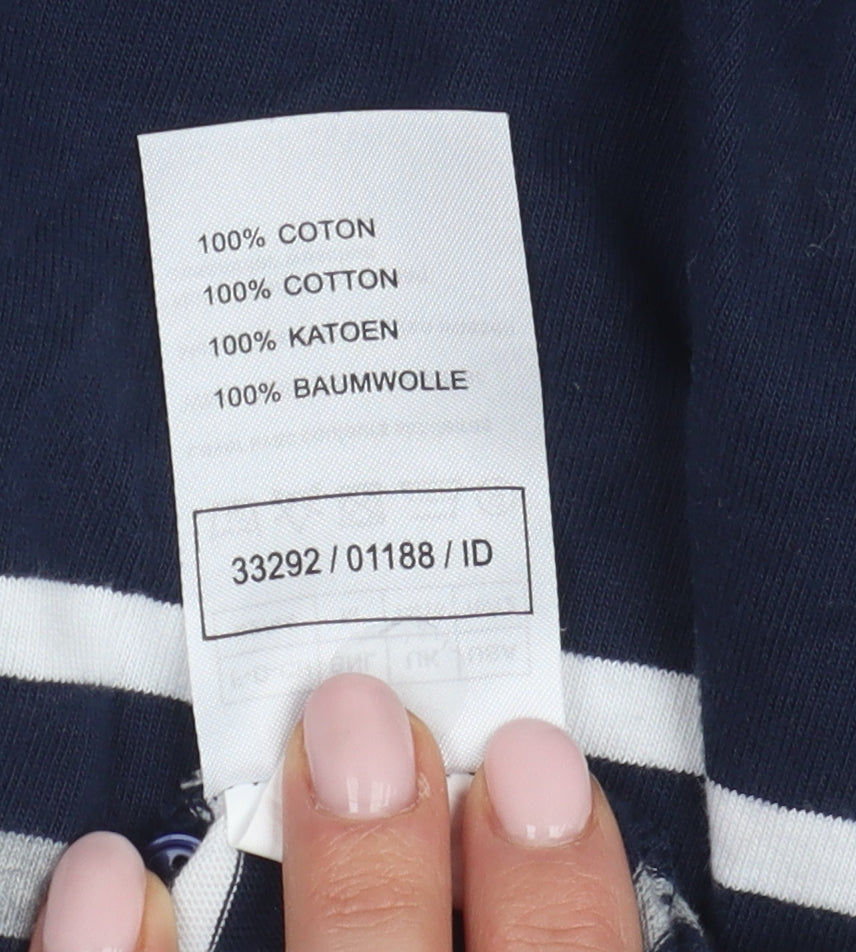 100% COTON
100% COTTON
100% KATOEN
100% BAUMWOLLE
33292 / 01188 / ID